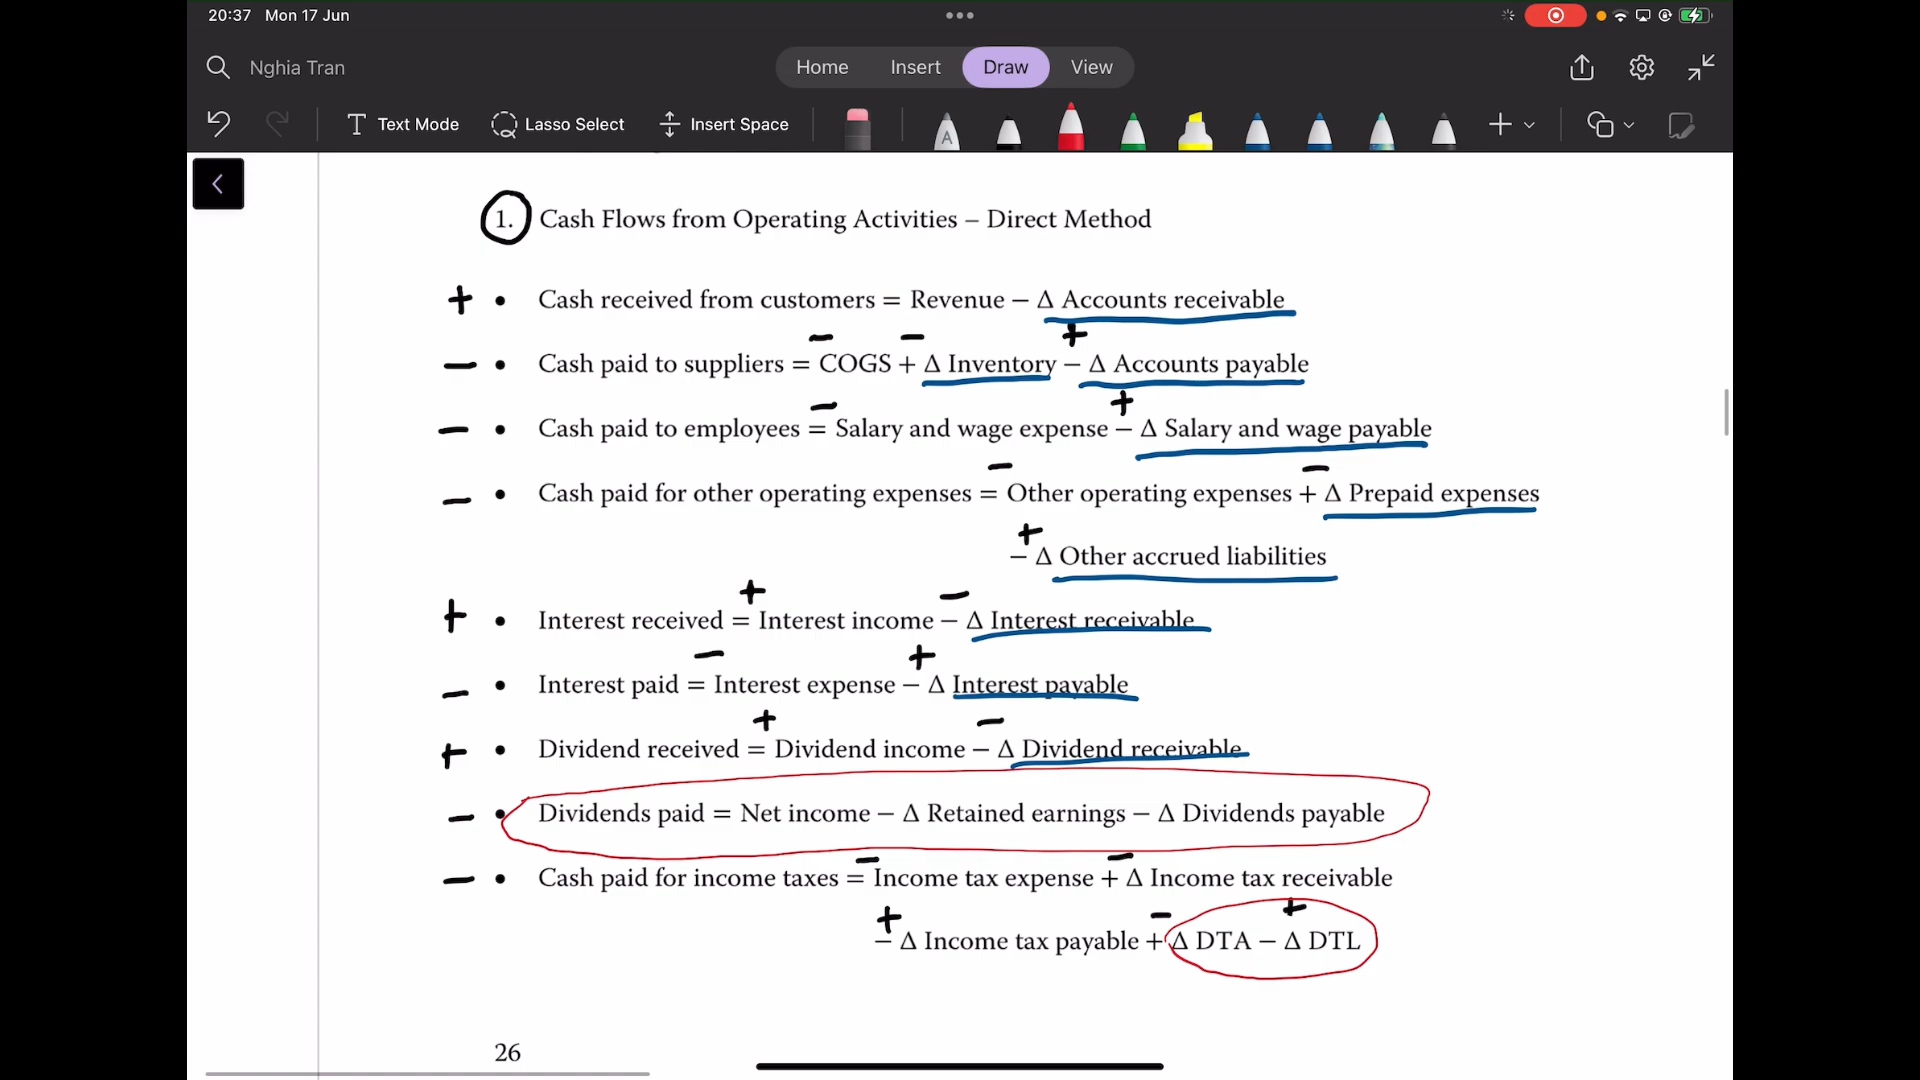 20:37 Mon 17 Jun
Nghia Tran
Home Insert Draw View
Text Mode Lasso Select Insert Space A
1. Cash Flows from Operating Activities – Direct Method
+ • Cash received from customers = Revenue − Δ Accounts receivable
− − +
− • Cash paid to suppliers = COGS + Δ Inventory − Δ Accounts payable
− +
− • Cash paid to employees = Salary and wage expense − Δ Salary and wage payable
− −
− • Cash paid for other operating expenses = Other operating expenses + Δ Prepaid expenses
+
− Δ Other accrued liabilities
+ −
+ • Interest received = Interest income − Δ Interest receivable
− +
− • Interest paid = Interest expense − Δ Interest payable
+ −
+ • Dividend received = Dividend income − Δ Dividend receivable
− • Dividends paid = Net income − Δ Retained earnings − Δ Dividends payable
− −
− • Cash paid for income taxes = Income tax expense + Δ Income tax receivable
+ − +
− Δ Income tax payable + Δ DTA − Δ DTL
26